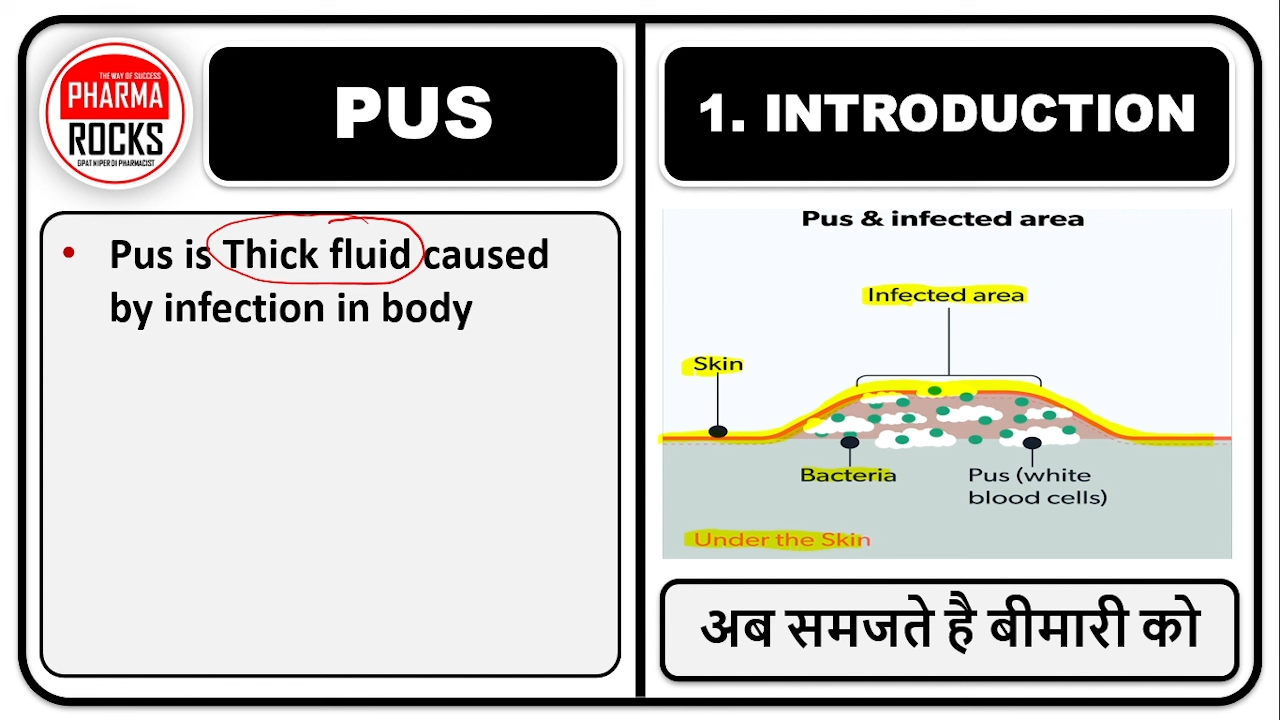 THE WAY OF SUCCESS
PHARMA
ROCKS
GPAT NIPER DI PHARMACIST
PUS
• Pus is Thick fluid caused
by infection in body
1. INTRODUCTION
Pus & infected area
Infected area
Skin
Bacteria
Pus (white
blood cells)
Under the Skin
अब समजते है बीमारी को